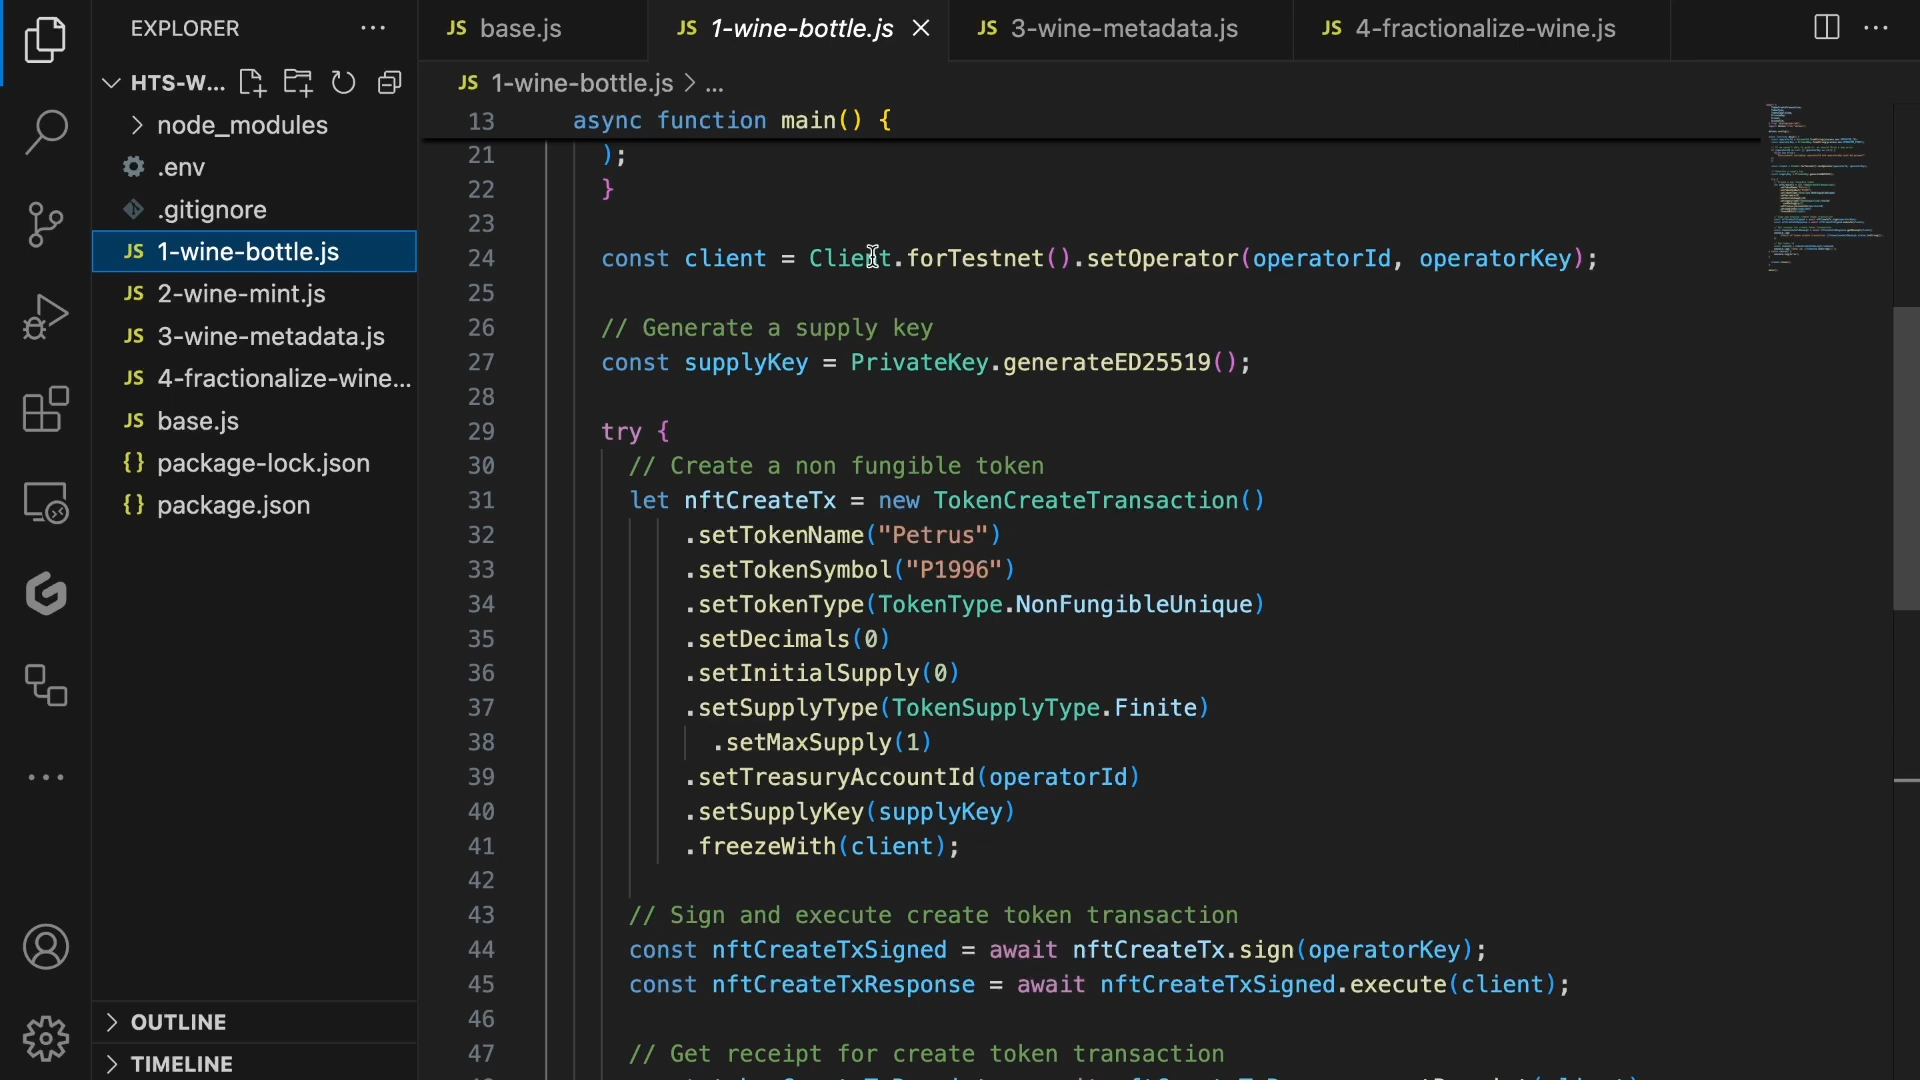 EXPLORER
HTS-W...
node_modules
.env
.gitignore
JS 1-wine-bottle.js
JS 2-wine-mint.js
JS 3-wine-metadata.js
JS 4-fractionalize-wine...
JS base.js
{} package-lock.json
{} package.json
OUTLINE
TIMELINE
JS base.js
JS 1-wine-bottle.js
JS 3-wine-metadata.js
JS 4-fractionalize-wine.js
JS 1-wine-bottle.js > ...
13 async function main() {
21 );
22 }
23
24 const client = Client.forTestnet().setOperator(operatorId, operatorKey);
25
26 // Generate a supply key
27 const supplyKey = PrivateKey.generateED25519();
28
29 try {
30 // Create a non fungible token
31 let nftCreateTx = new TokenCreateTransaction()
32 .setTokenName("Petrus")
33 .setTokenSymbol("P1996")
34 .setTokenType(TokenType.NonFungibleUnique)
35 .setDecimals(0)
36 .setInitialSupply(0)
37 .setSupplyType(TokenSupplyType.Finite)
38 .setMaxSupply(1)
39 .setTreasuryAccountId(operatorId)
40 .setSupplyKey(supplyKey)
41 .freezeWith(client);
42
43 // Sign and execute create token transaction
44 const nftCreateTxSigned = await nftCreateTx.sign(operatorKey);
45 const nftCreateTxResponse = await nftCreateTxSigned.execute(client);
46
47 // Get receipt for create token transaction